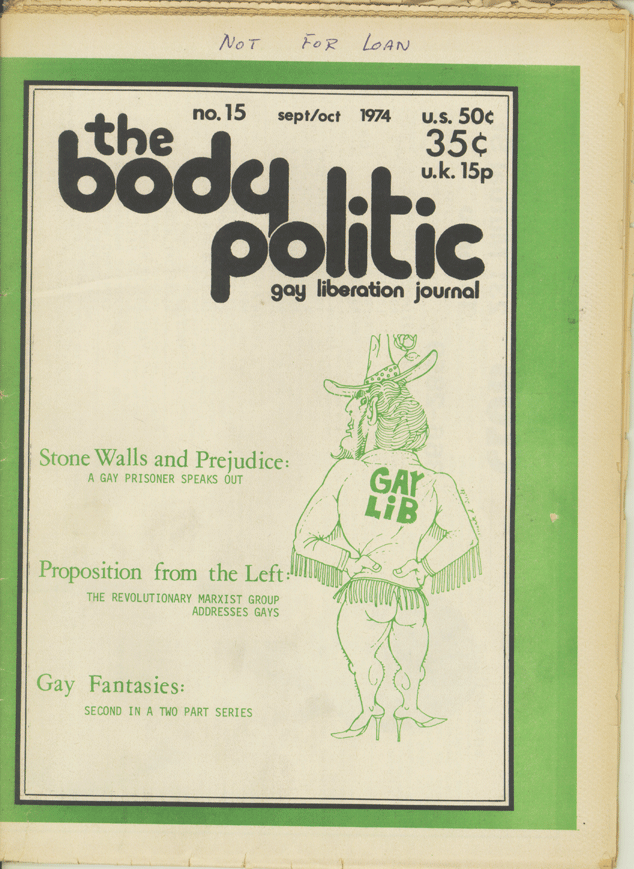 NOT FOR LOAN
no. 15 sept/oct 1974 u.s. 50¢
35¢
u.k. 15p
the
body
politic
gay liberation journal
Stone Walls and Prejudice:
A GAY PRISONER SPEAKS OUT
GAY
LiB
Proposition from the Left:
THE REVOLUTIONARY MARXIST GROUP
ADDRESSES GAYS
Gay Fantasies:
SECOND IN A TWO PART SERIES